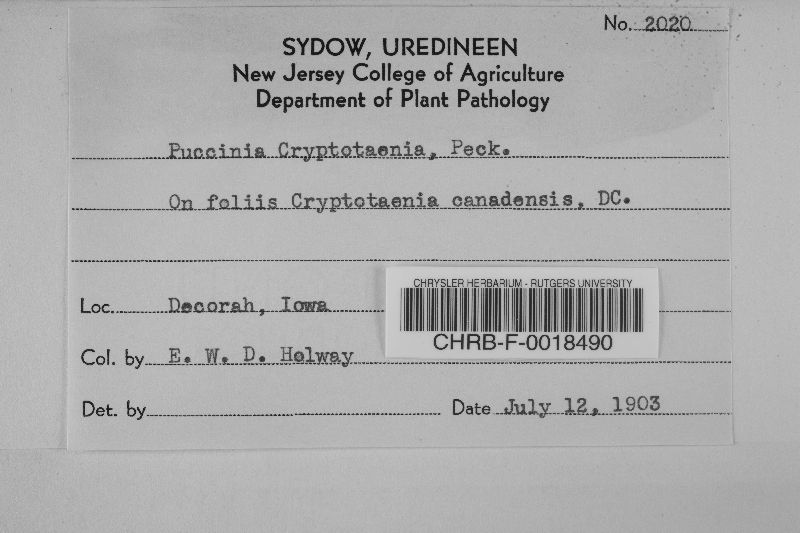 No. 2020
SYDOW, UREDINEEN
New Jersey College of Agriculture
Department of Plant Pathology
Puccinia Cryptotaenia, Peck.
On foliis Cryptotaenia canadensis, DC.
CHRYSLER HERBARIUM - RUTGERS UNIVERSITY
CHRB-F-0018490
Loc. Decorah, Iowa
Col. by E. W. D. Holway
Det. by
Date July 12, 1903